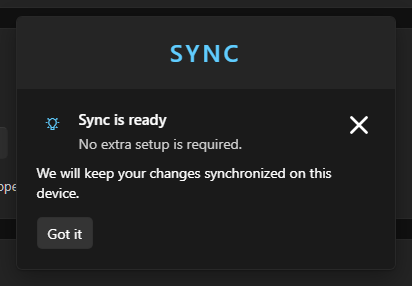 SYNC
Sync is ready
No extra setup is required.
We will keep your changes synchronized on this
device.
Got it
ope